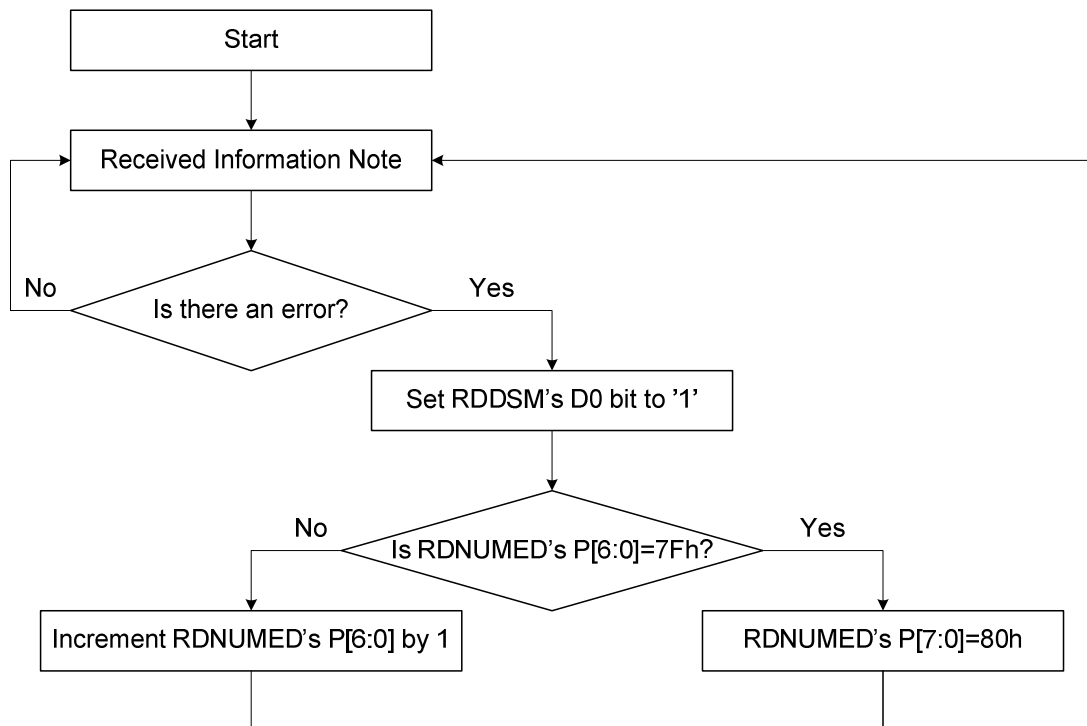 Start
Received Information Note
No
Is there an error?
Yes
Set RDDSM’s D0 bit to ’1’
No
Is RDNUMED’s P[6:0]=7Fh?
Yes
Increment RDNUMED’s P[6:0] by 1
RDNUMED’s P[7:0]=80h